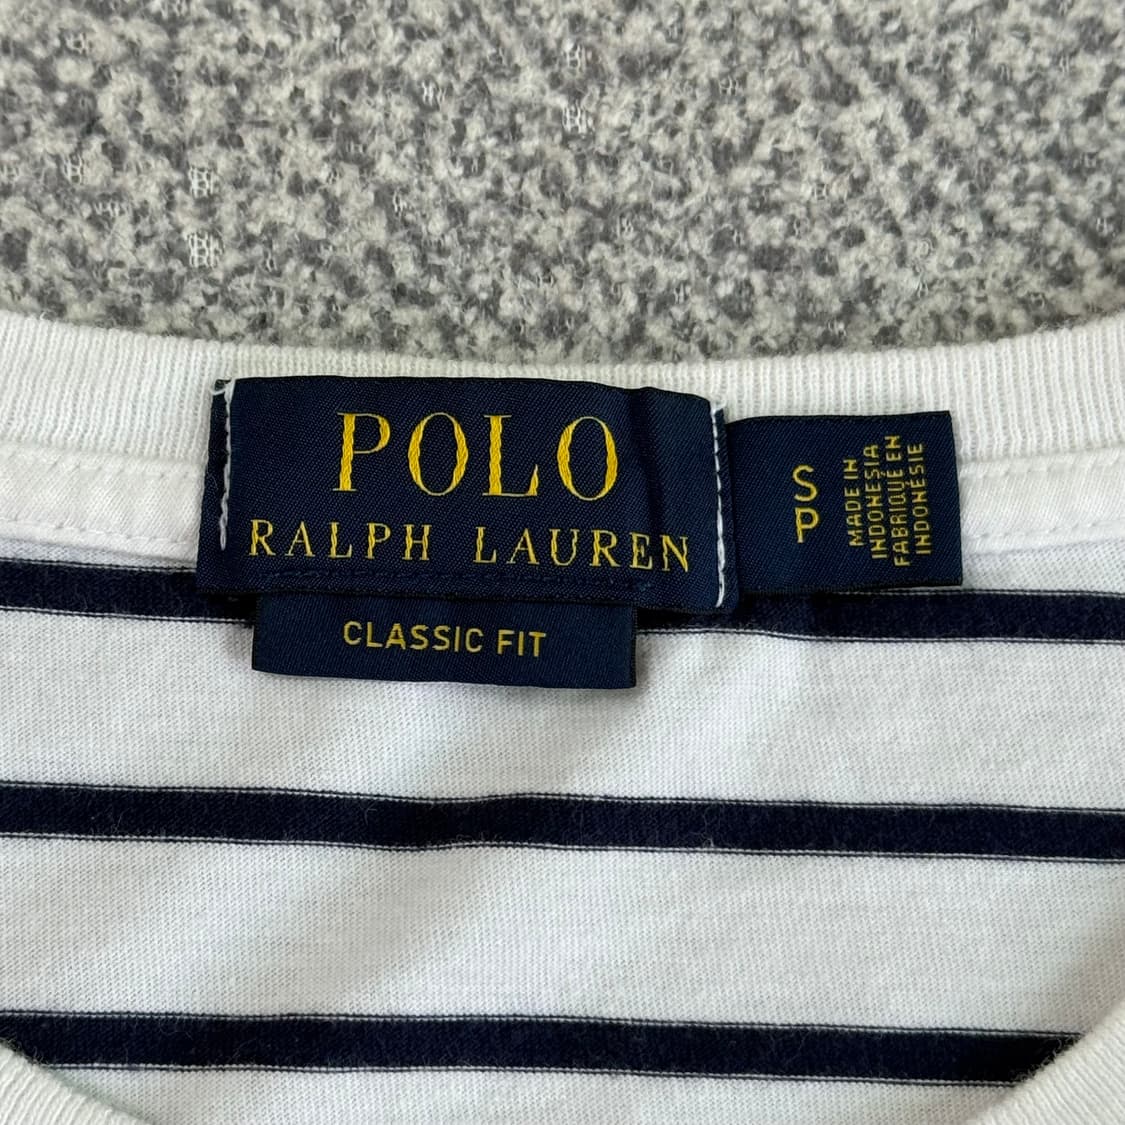 POLO
RALPH LAUREN
CLASSIC FIT
S
P
MADE IN
INDONESIA
FABRIQUÉ EN
INDONÉSIE